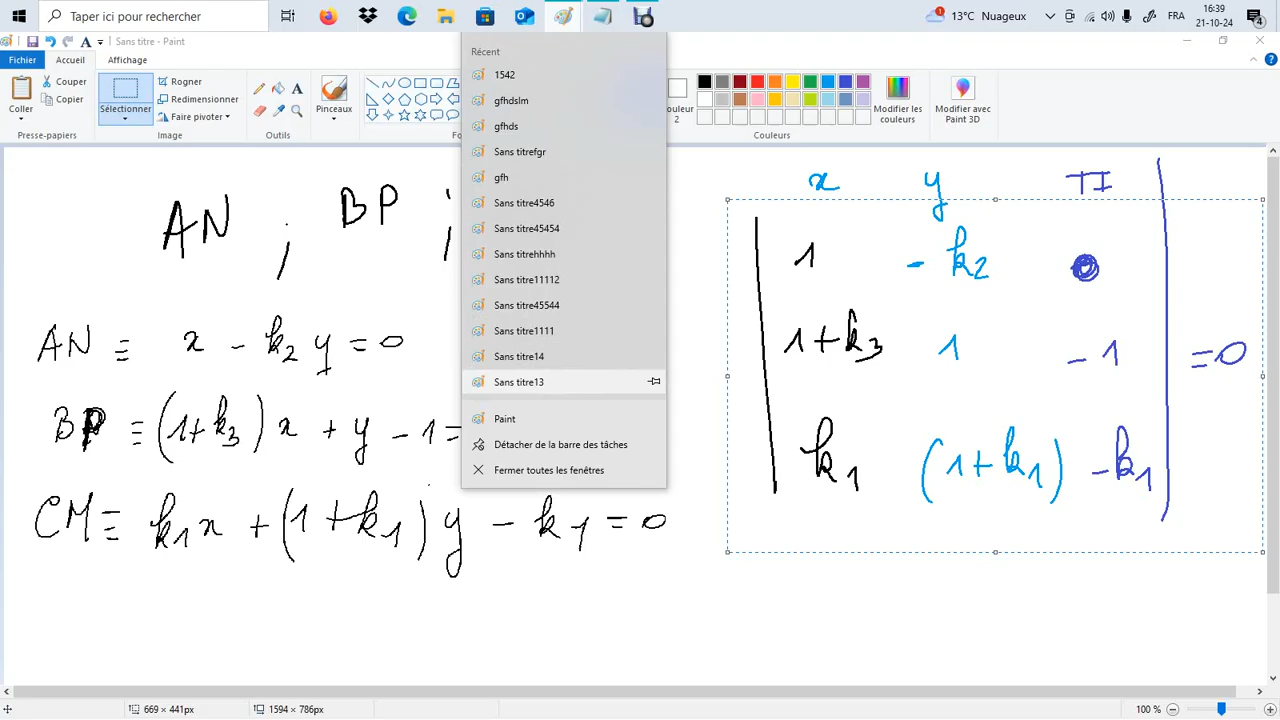 Taper ici pour rechercher
13°C Nuageux
FRA
16:39
21-10-24
4
Sans titre - Paint
Fichier
Accueil
Affichage
Coller
Couper
Copier
Presse-papiers
Sélectionner
Rogner
Redimensionner
Faire pivoter
Image
A
Outils
Pinceaux
Fo
ouleur
2
Modifier les
couleurs
Modifier avec
Paint 3D
Couleurs
Récent
1542
gfhdslm
gfhds
Sans titrefgr
gfh
Sans titre4546
Sans titre45454
Sans titrehhhh
Sans titre11112
Sans titre45544
Sans titre1111
Sans titre14
Sans titre13
Paint
Détacher de la barre des tâches
Fermer toutes les fenêtres
AN ; BP ;
AN ≡ x - k2 y = 0
BP ≡ (1+k3) x + y - 1 =
CM ≡ k1x + (1+k1) y - k1 = 0
x y TI
1 - k2 0
1+k3 1 -1 =0
k1 (1+k1) -k1
669 × 441px
1594 × 786px
100 %